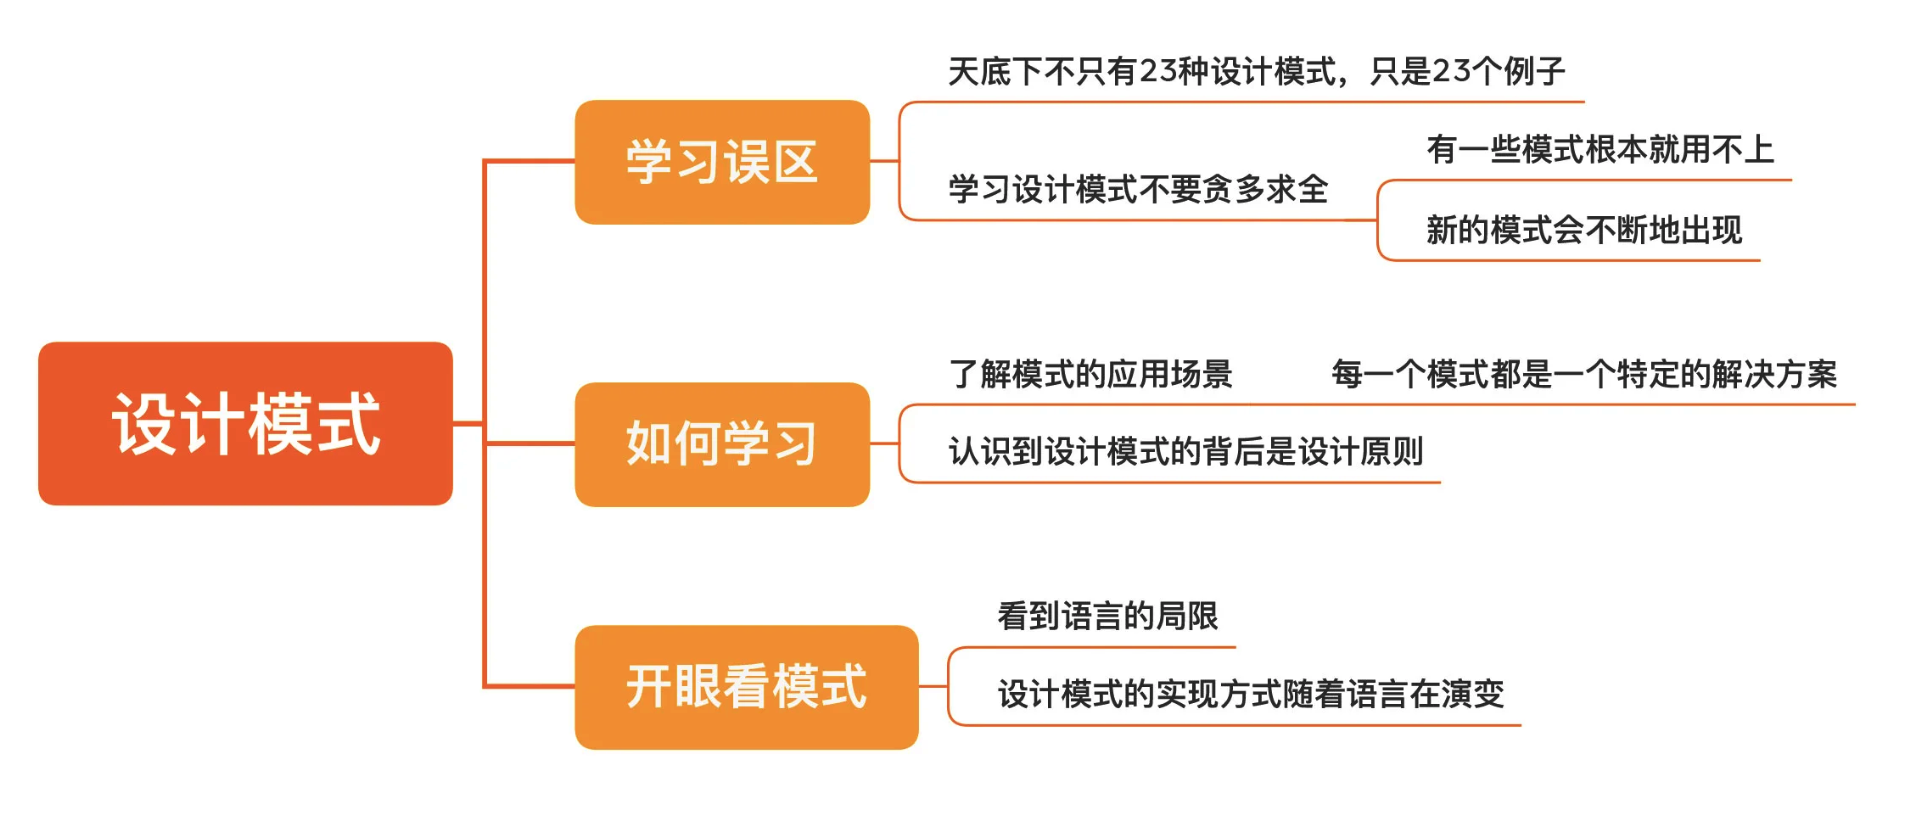 设计模式
学习误区
天底下不只有23种设计模式，只是23个例子
学习设计模式不要贪多求全
有一些模式根本就用不上
新的模式会不断地出现
如何学习
了解模式的应用场景 每一个模式都是一个特定的解决方案
认识到设计模式的背后是设计原则
开眼看模式
看到语言的局限
设计模式的实现方式随着语言在演变